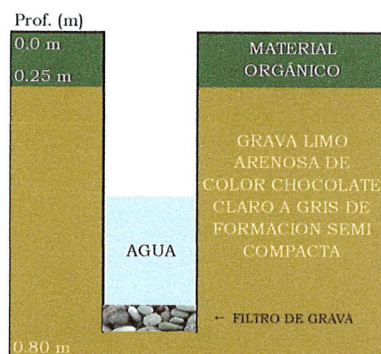 Prof. (m)
0.0 m
0.25 m
MATERIAL
ORGÁNICO
GRAVA LIMO
ARENOSA DE
COLOR CHOCOLATE
CLARO A GRIS DE
FORMACION SEMI
COMPACTA
AGUA
← FILTRO DE GRAVA
0.80 m